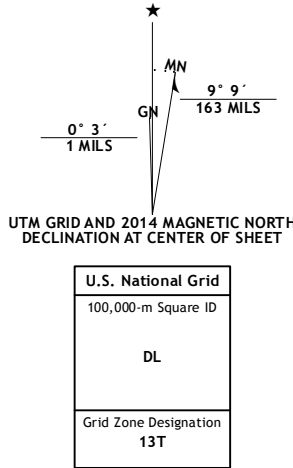 MN
GN
9° 9´
163 MILS
0° 3´
1 MILS
UTM GRID AND 2014 MAGNETIC NORTH
DECLINATION AT CENTER OF SHEET
U.S. National Grid
100,000-m Square ID
DL
Grid Zone Designation
13T